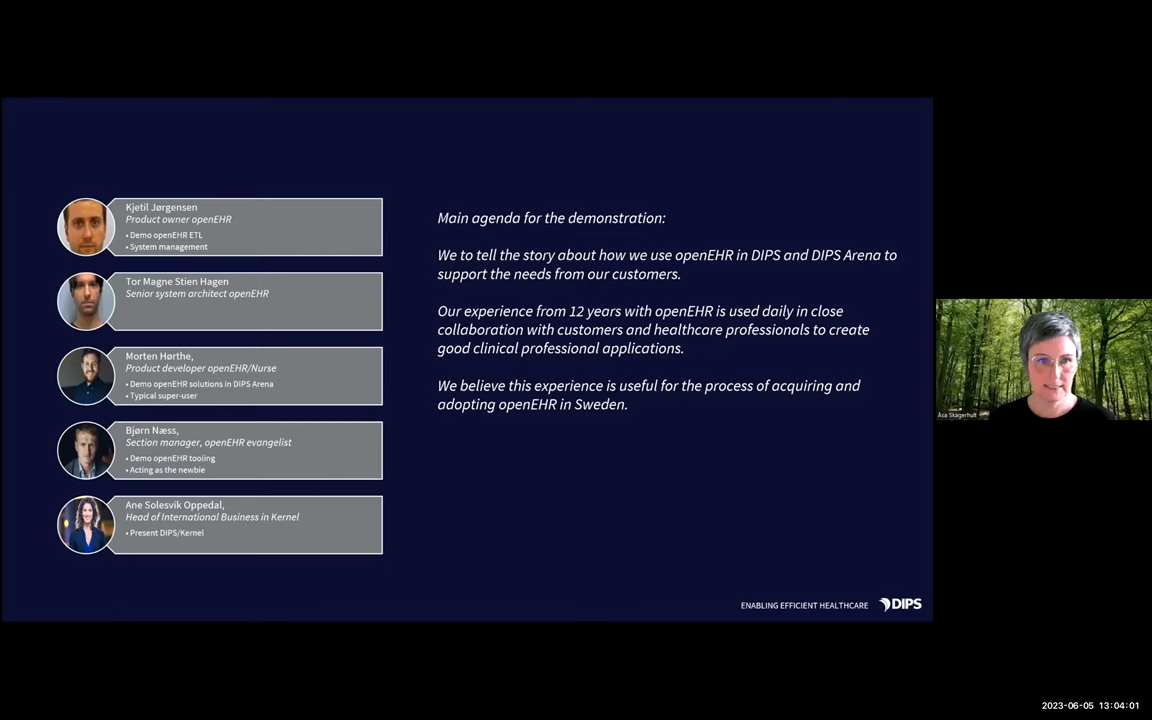 Kjetil Jørgensen
Product owner openEHR
• Demo openEHR ETL
• System management
Tor Magne Stien Hagen
Senior system architect openEHR
Morten Hørthe,
Product developer openEHR/Nurse
• Demo openEHR solutions in DIPS Arena
• Typical super-user
Bjørn Næss,
Section manager, openEHR evangelist
• Demo openEHR tooling
• Acting as the newbie
Ane Solesvik Oppedal,
Head of International Business in Kernel
• Present DIPS/Kernel
Main agenda for the demonstration:
We to tell the story about how we use openEHR in DIPS and DIPS Arena to
support the needs from our customers.
Our experience from 12 years with openEHR is used daily in close
collaboration with customers and healthcare professionals to create
good clinical professional applications.
We believe this experience is useful for the process of acquiring and
adopting openEHR in Sweden.
ENABLING EFFICIENT HEALTHCARE
DIPS
Åsa Skagerhult
2023-06-05 13:04:01